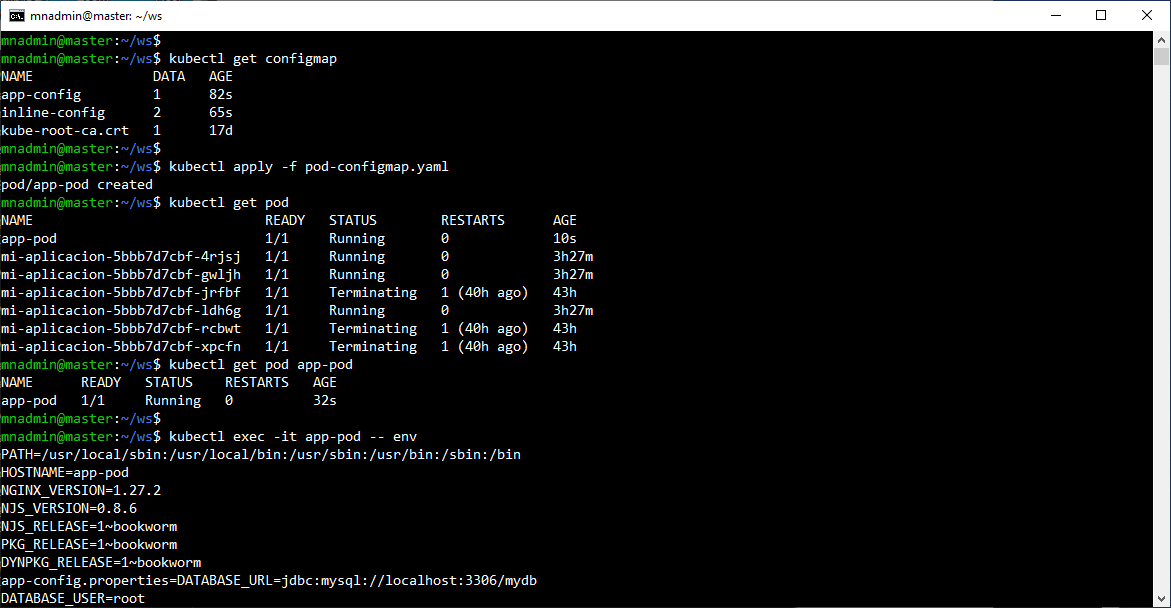 mnadmin@master: ~/ws
mnadmin@master:~/ws$
mnadmin@master:~/ws$ kubectl get configmap
NAME               DATA   AGE
app-config         1      82s
inline-config      2      65s
kube-root-ca.crt   1      17d
mnadmin@master:~/ws$
mnadmin@master:~/ws$ kubectl apply -f pod-configmap.yaml
pod/app-pod created
mnadmin@master:~/ws$ kubectl get pod
NAME                             READY   STATUS        RESTARTS      AGE
app-pod                          1/1     Running       0             10s
mi-aplicacion-5bbb7d7cbf-4rjsj   1/1     Running       0             3h27m
mi-aplicacion-5bbb7d7cbf-gwljh   1/1     Running       0             3h27m
mi-aplicacion-5bbb7d7cbf-jrfbf   1/1     Terminating   1 (40h ago)   43h
mi-aplicacion-5bbb7d7cbf-ldh6g   1/1     Running       0             3h27m
mi-aplicacion-5bbb7d7cbf-rcbwt   1/1     Terminating   1 (40h ago)   43h
mi-aplicacion-5bbb7d7cbf-xpcfn   1/1     Terminating   1 (40h ago)   43h
mnadmin@master:~/ws$ kubectl get pod app-pod
NAME      READY   STATUS    RESTARTS   AGE
app-pod   1/1     Running   0          32s
mnadmin@master:~/ws$
mnadmin@master:~/ws$ kubectl exec -it app-pod -- env
PATH=/usr/local/sbin:/usr/local/bin:/usr/sbin:/usr/bin:/sbin:/bin
HOSTNAME=app-pod
NGINX_VERSION=1.27.2
NJS_VERSION=0.8.6
NJS_RELEASE=1~bookworm
PKG_RELEASE=1~bookworm
DYNPKG_RELEASE=1~bookworm
app-config.properties=DATABASE_URL=jdbc:mysql://localhost:3306/mydb
DATABASE_USER=root